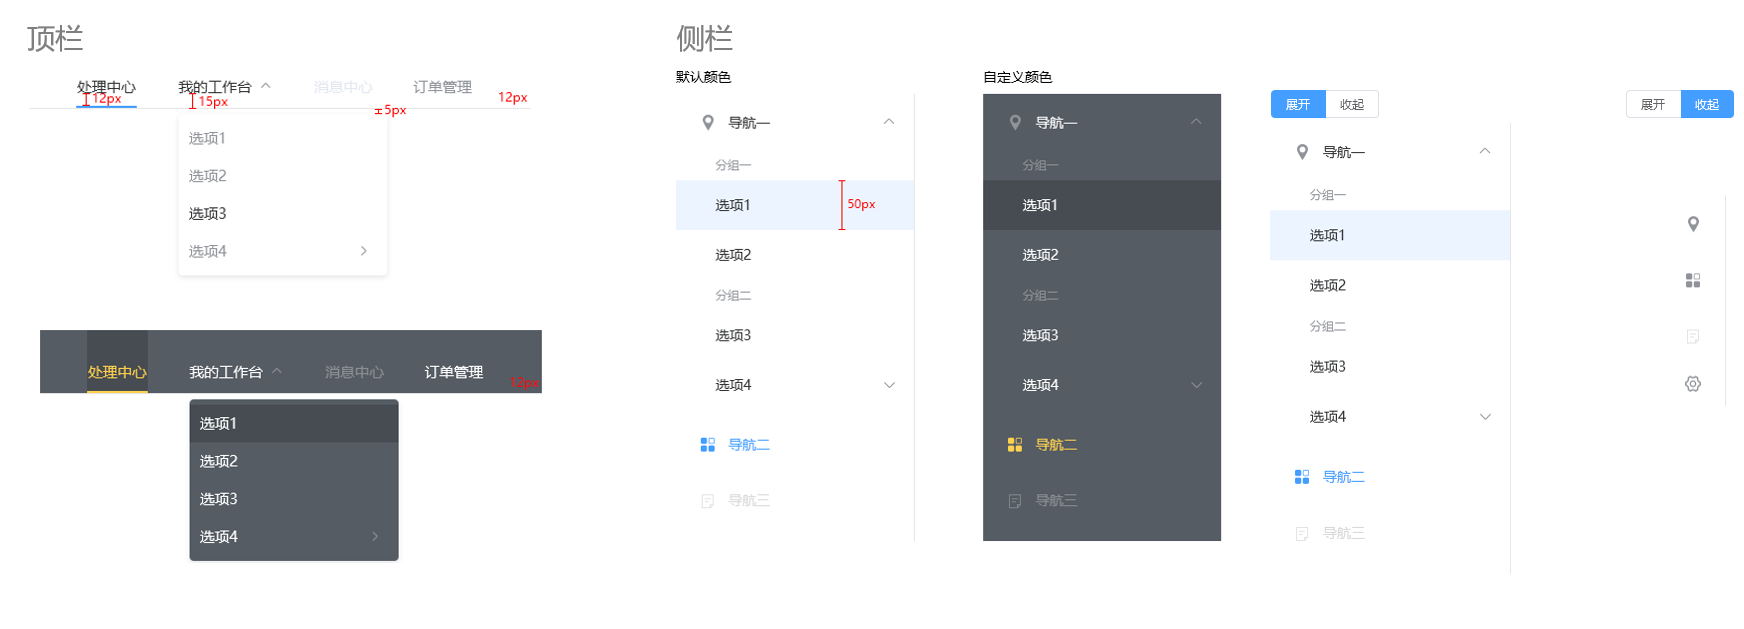 顶栏
处理中心 我的工作台 消息中心 订单管理
12px 15px 5px 12px
选项1
选项2
选项3
选项4
处理中心 我的工作台 消息中心 订单管理
12px
选项1
选项2
选项3
选项4
侧栏
默认颜色
导航一
分组一
选项1
50px
选项2
分组二
选项3
选项4
导航二
导航三
自定义颜色
导航一
分组一
选项1
选项2
分组二
选项3
选项4
导航二
导航三
展开 收起
导航一
分组一
选项1
选项2
分组二
选项3
选项4
导航二
导航三
展开 收起